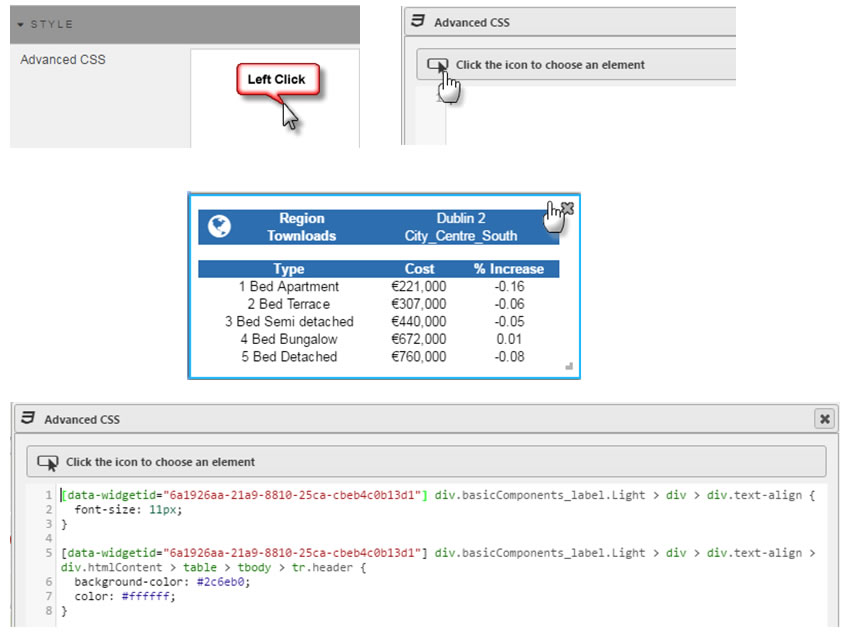 STYLE
Advanced CSS
Left Click
Advanced CSS
Click the icon to choose an element
Region Dublin 2
Townloads City_Centre_South
Type Cost % Increase
1 Bed Apartment €221,000 -0.16
2 Bed Terrace €307,000 -0.06
3 Bed Semi detached €440,000 -0.05
4 Bed Bungalow €672,000 0.01
5 Bed Detached €760,000 -0.08
Advanced CSS
Click the icon to choose an element
1 [data-widgetid="6a1926aa-21a9-8810-25ca-cbeb4c0b13d1"] div.basicComponents_label.Light > div > div.text-align {
2 font-size: 11px;
3 }
4
5 [data-widgetid="6a1926aa-21a9-8810-25ca-cbeb4c0b13d1"] div.basicComponents_label.Light > div > div.text-align >
div.htmlContent > table > tbody > tr.header {
6 background-color: #2c6eb0;
7 color: #ffffff;
8 }